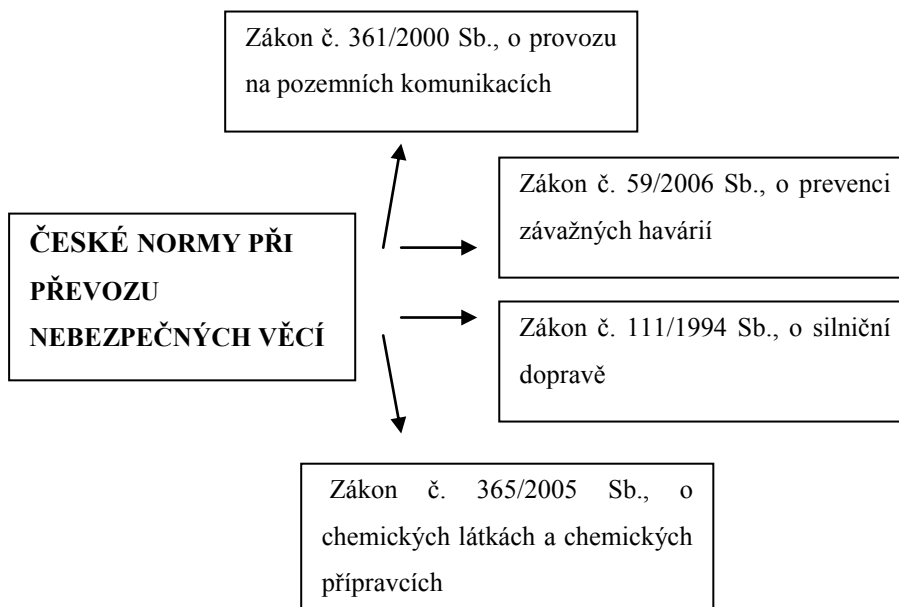 Zákon č. 361/2000 Sb., o provozu
na pozemních komunikacích
Zákon č. 59/2006 Sb., o prevenci
závažných havárií
ČESKÉ NORMY PŘI
PŘEVOZU
NEBEZPEČNÝCH VĚCÍ
Zákon č. 111/1994 Sb., o silniční
dopravě
Zákon č. 365/2005 Sb., o
chemických látkách a chemických
přípravcích